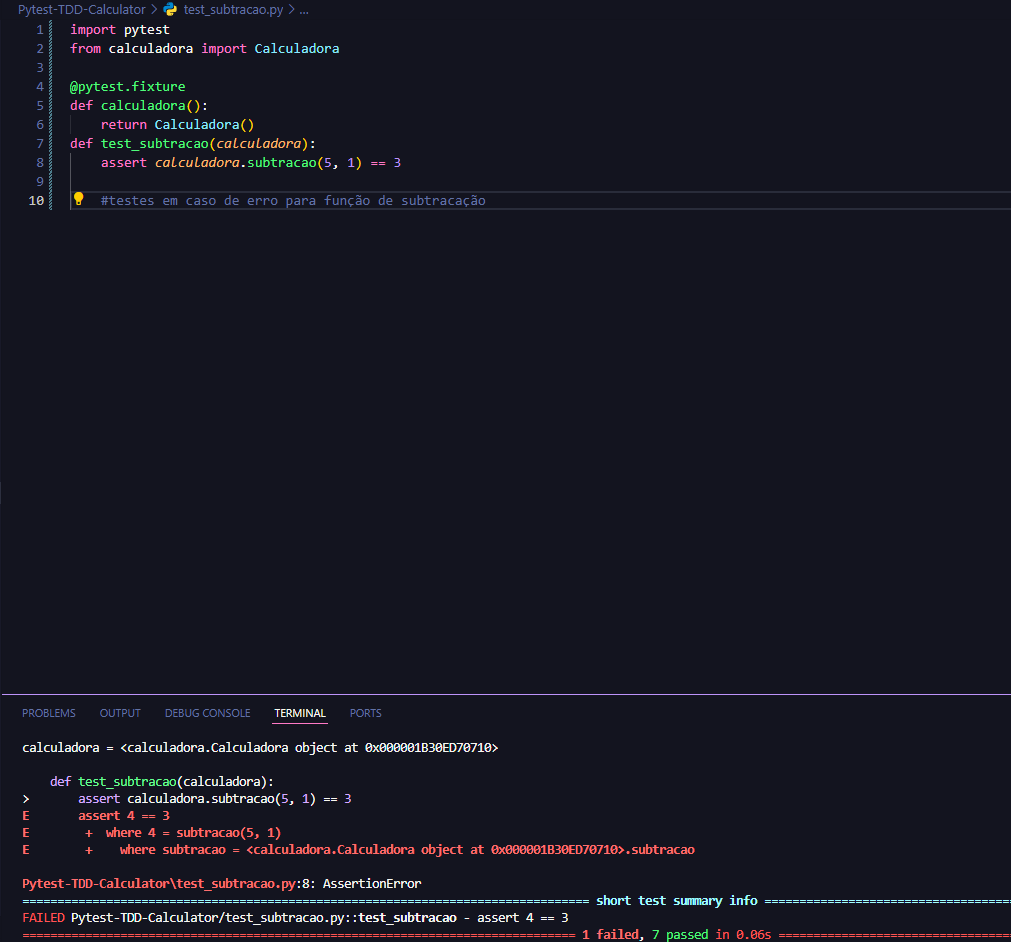 Pytest-TDD-Calculator > test_subtracao.py > ...
1 import pytest
2 from calculadora import Calculadora
3
4 @pytest.fixture
5 def calculadora():
6     return Calculadora()
7 def test_subtracao(calculadora):
8     assert calculadora.subtracao(5, 1) == 3
9
10     #testes em caso de erro para função de subtracação
PROBLEMS OUTPUT DEBUG CONSOLE TERMINAL PORTS
calculadora = <calculadora.Calculadora object at 0x000001B30ED70710>
    def test_subtracao(calculadora):
>       assert calculadora.subtracao(5, 1) == 3
E       assert 4 == 3
E        +  where 4 = subtracao(5, 1)
E        +    where subtracao = <calculadora.Calculadora object at 0x000001B30ED70710>.subtracao
Pytest-TDD-Calculator\test_subtracao.py:8: AssertionError
=================================================================================== short test summary info ====================================
FAILED Pytest-TDD-Calculator/test_subtracao.py::test_subtracao - assert 4 == 3
================================================================================= 1 failed, 7 passed in 0.06s ==================================